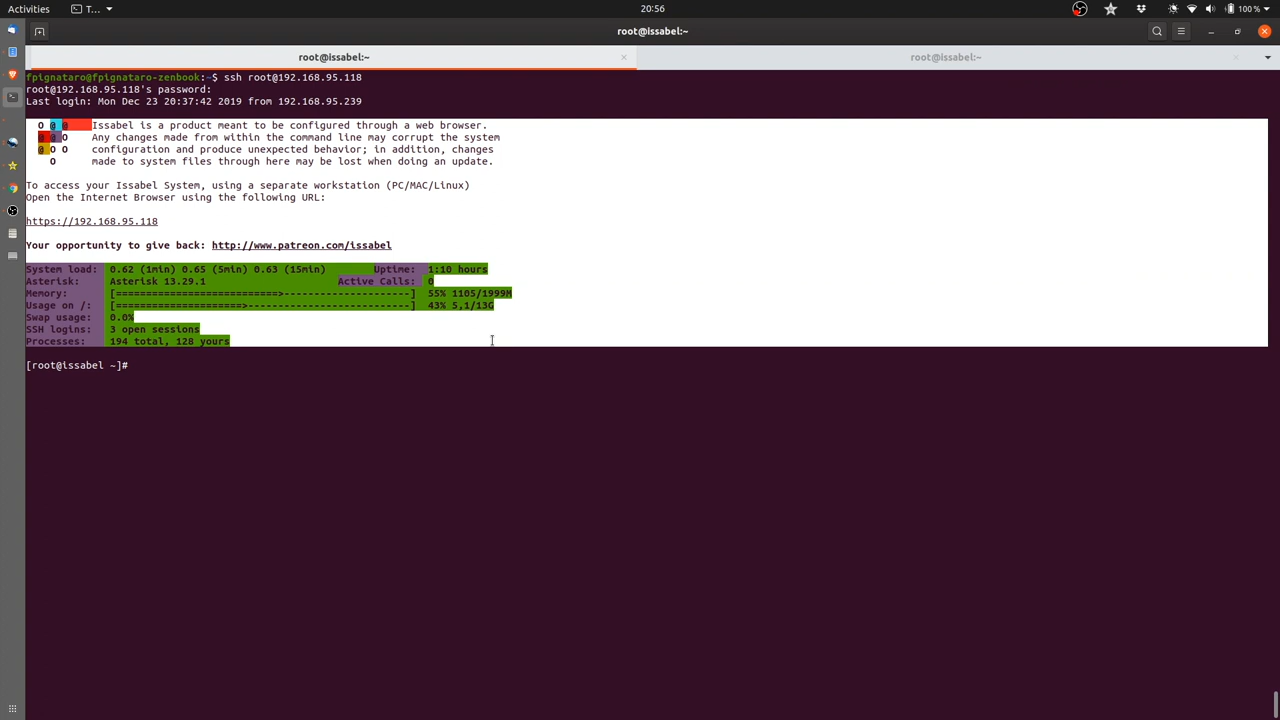 Activities T… 20:56 100 %
root@issabel:~
root@issabel:~ root@issabel:~
fpignataro@fpignataro-zenbook:~$ ssh root@192.168.95.118
root@192.168.95.118's password:
Last login: Mon Dec 23 20:37:42 2019 from 192.168.95.239
O @ @ Issabel is a product meant to be configured through a web browser.
@ @ O Any changes made from within the command line may corrupt the system
@ O O configuration and produce unexpected behavior; in addition, changes
O made to system files through here may be lost when doing an update.
To access your Issabel System, using a separate workstation (PC/MAC/Linux)
Open the Internet Browser using the following URL:
https://192.168.95.118
Your opportunity to give back: http://www.patreon.com/issabel
System load: 0.62 (1min) 0.65 (5min) 0.63 (15min) Uptime: 1:10 hours
Asterisk: Asterisk 13.29.1 Active Calls: 0
Memory: [===========================>---------------------] 55% 1105/1999M
Usage on /: [=====================>---------------------------] 43% 5,1/13G
Swap usage: 0.0%
SSH logins: 3 open sessions
Processes: 194 total, 128 yours
[root@issabel ~]#